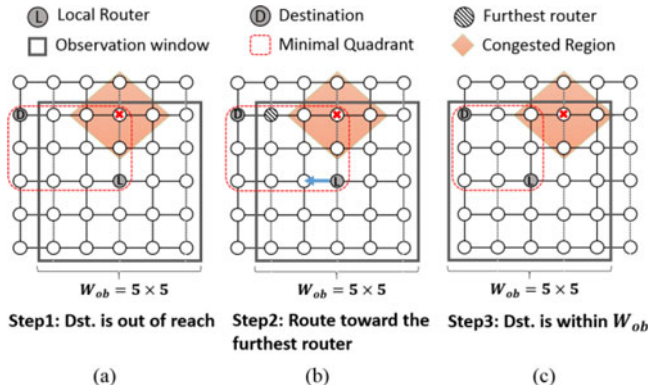 L Local Router D Destination Furthest router
Observation window Minimal Quadrant Congested Region
D D D
L L L
W_ob = 5 × 5 W_ob = 5 × 5 W_ob = 5 × 5
Step1: Dst. is out of reach Step2: Route toward the furthest router Step3: Dst. is within W_ob
(a) (b) (c)